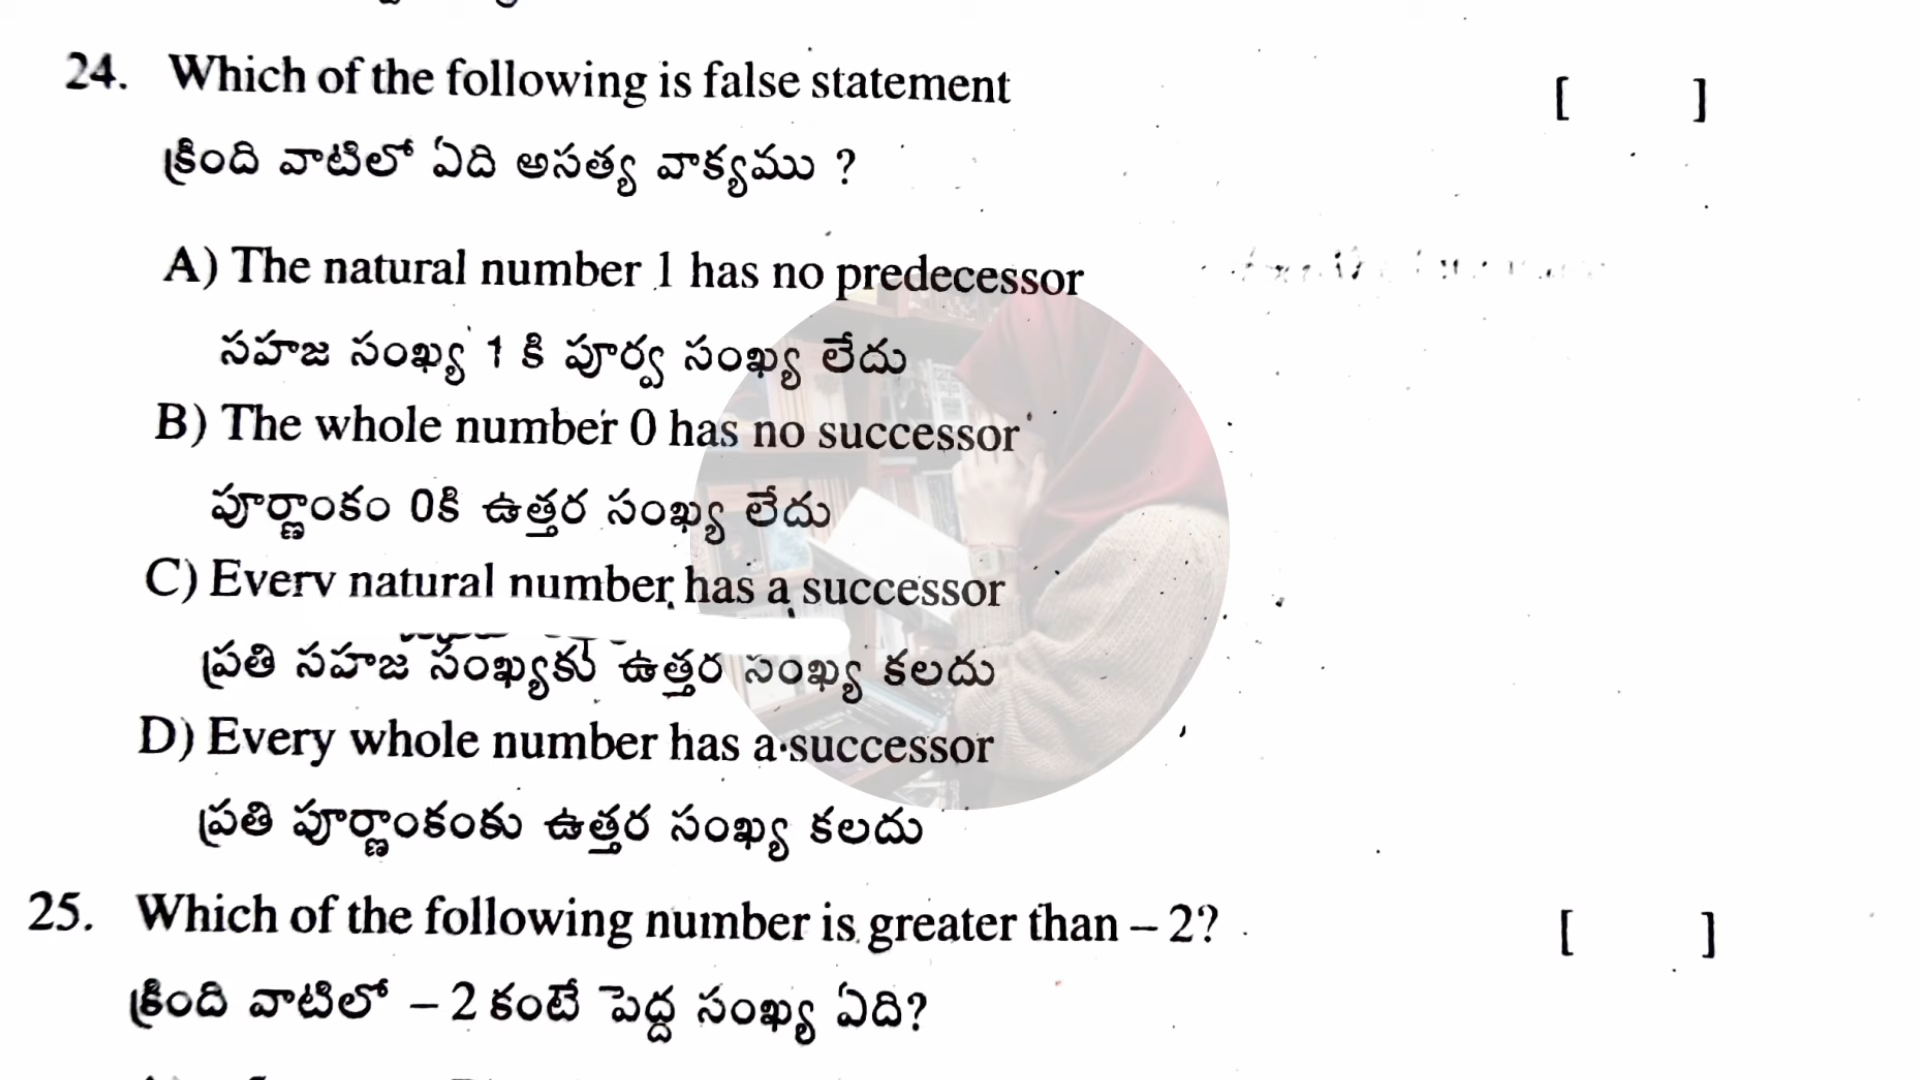 24. Which of the following is false statement [ ]
క్రింది వాటిలో ఏది అసత్య వాక్యము ?
A) The natural number 1 has no predecessor
సహజ సంఖ్య 1 కి పూర్వ సంఖ్య లేదు
B) The whole number 0 has no successor
పూర్ణాంకం 0కి ఉత్తర సంఖ్య లేదు
C) Every natural number has a successor
ప్రతి సహజ సంఖ్యకు ఉత్తర సంఖ్య కలదు
D) Every whole number has a successor
ప్రతి పూర్ణాంకంకు ఉత్తర సంఖ్య కలదు
25. Which of the following number is greater than – 2? [ ]
క్రింది వాటిలో – 2 కంటే పెద్ద సంఖ్య ఏది?